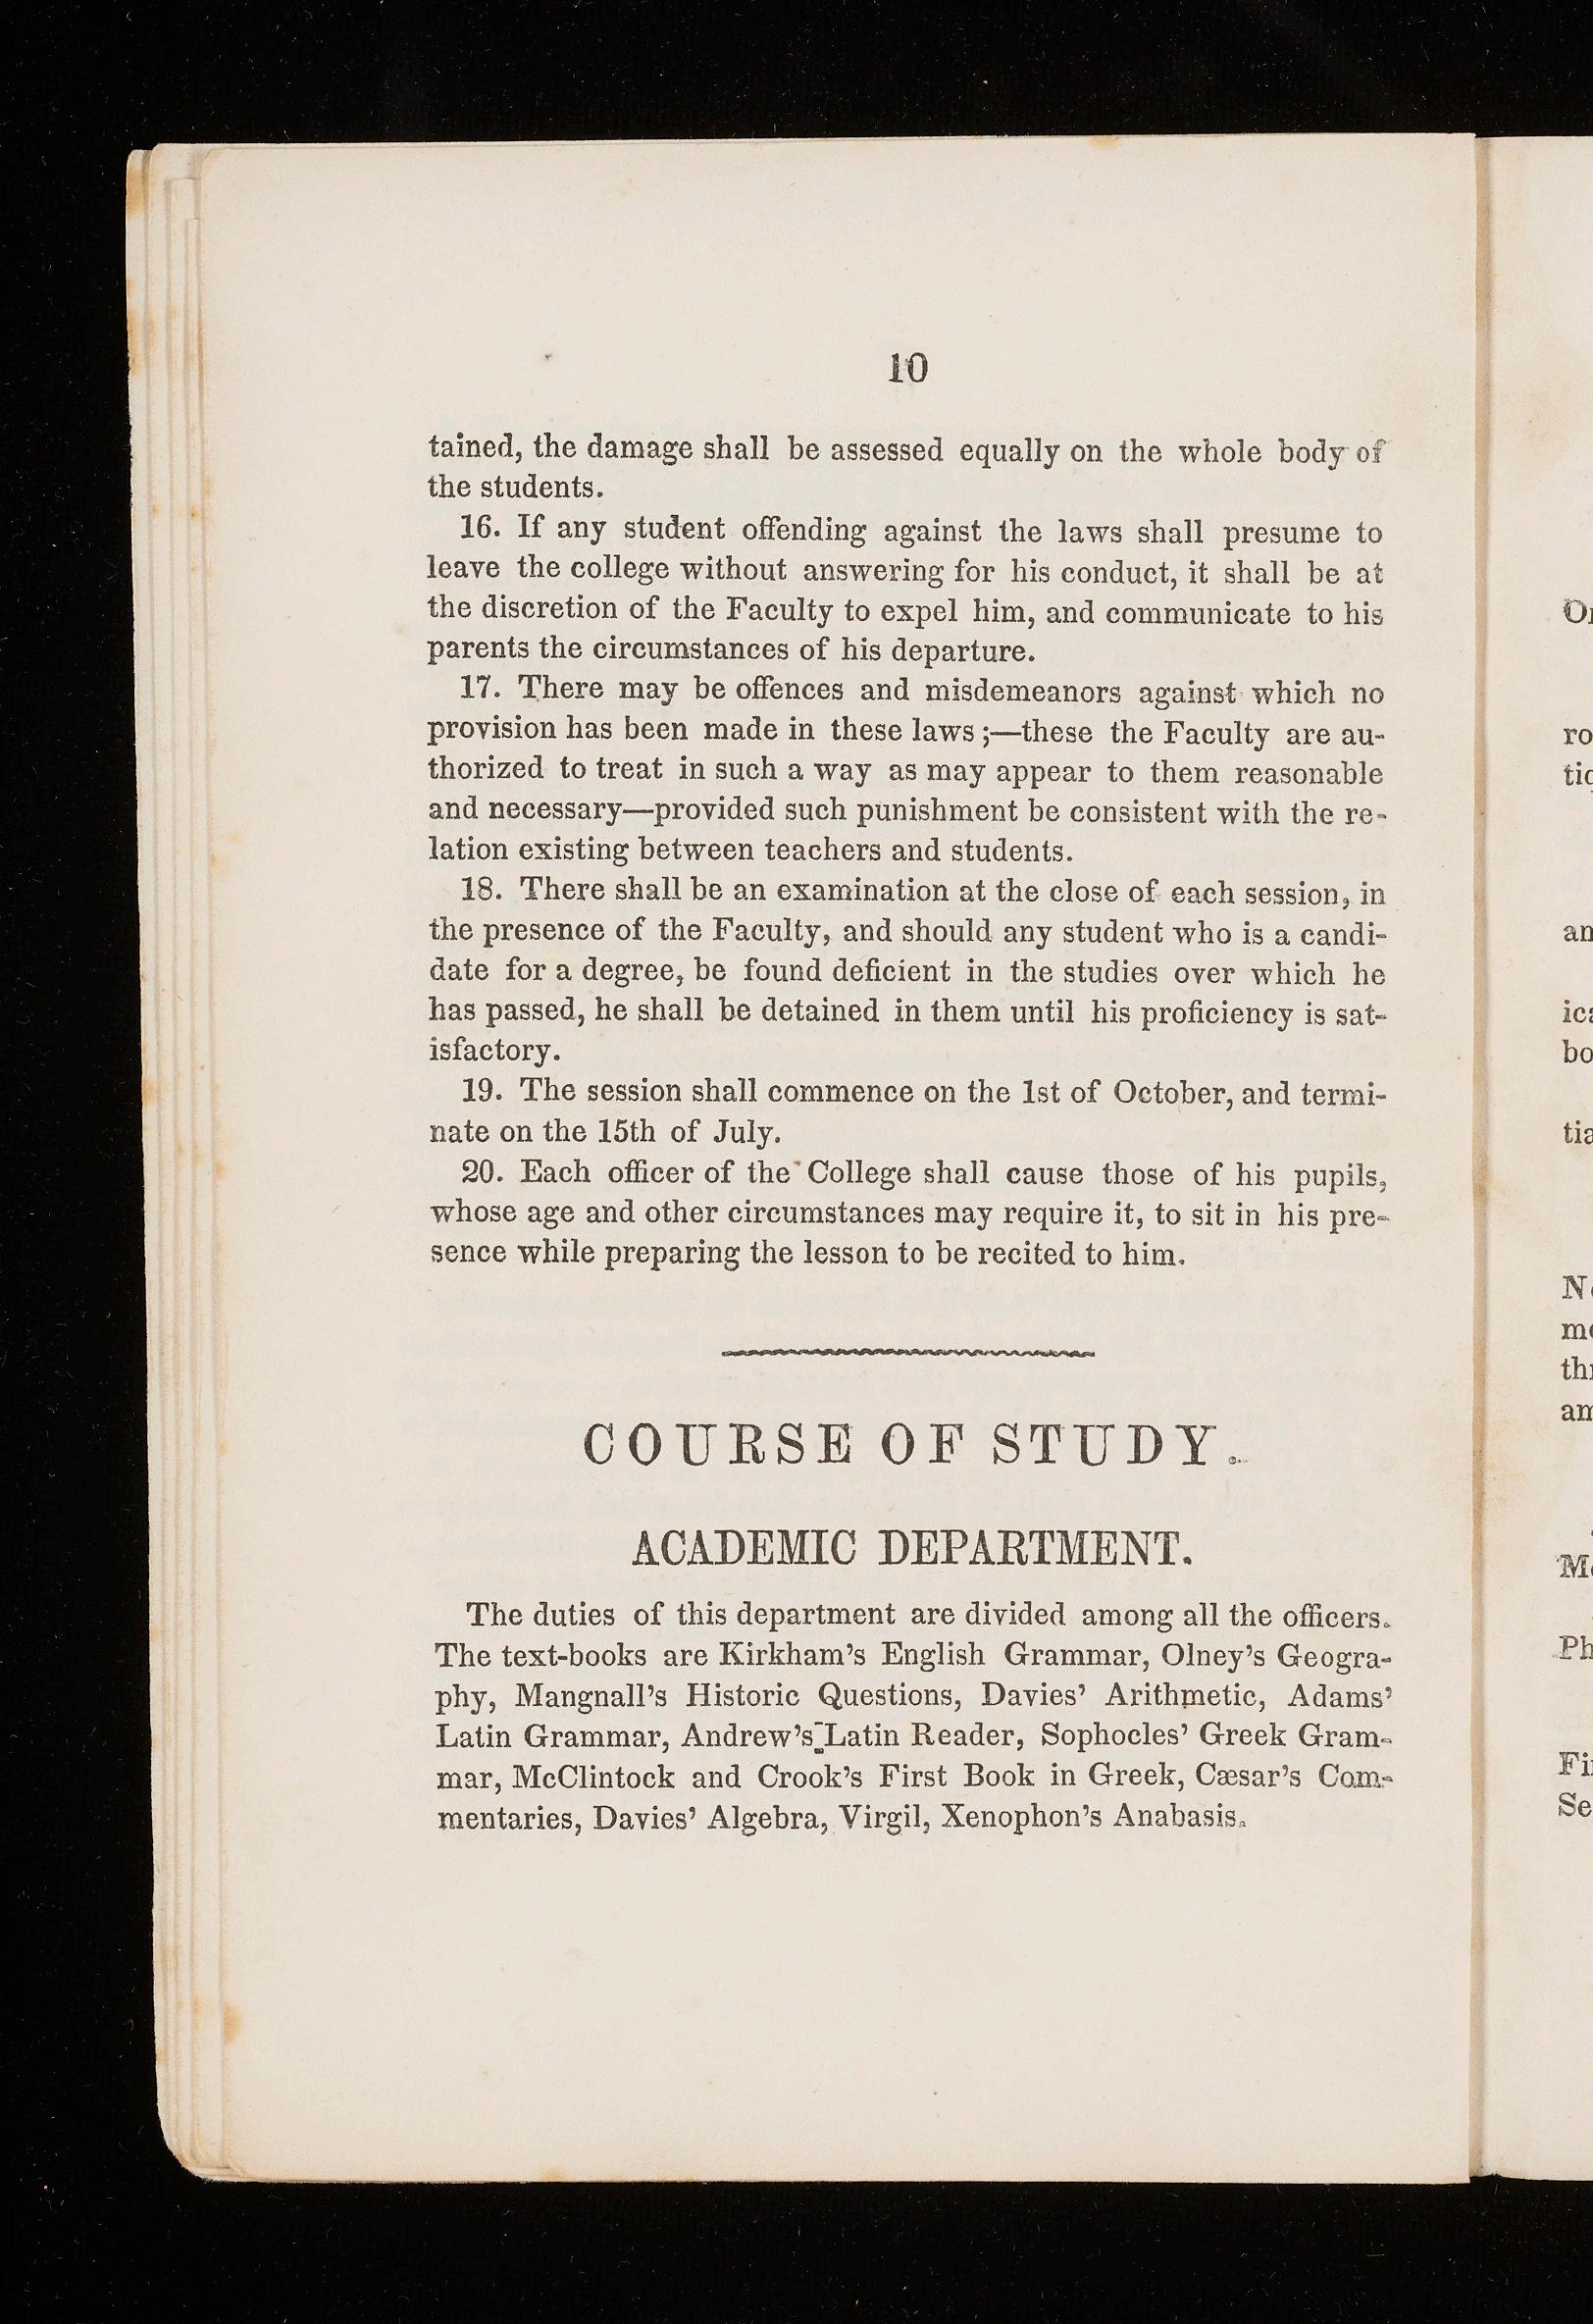 10
tained, the damage shall be assessed equally on the whole body of
the students.
16. If any student offending against the laws shall presume to
leave the college without answering for his conduct, it shall be at
the discretion of the Faculty to expel him, and communicate to his
parents the circumstances of his departure.
17. There may be offences and misdemeanors against which no
provision has been made in these laws ;—these the Faculty are au-
thorized to treat in such a way as may appear to them reasonable
and necessary—provided such punishment be consistent with the re-
lation existing between teachers and students.
18. There shall be an examination at the close of each session, in
the presence of the Faculty, and should any student who is a candi-
date for a degree, be found deficient in the studies over which he
has passed, he shall be detained in them until his proficiency is sat-
isfactory.
19. The session shall commence on the 1st of October, and termi-
nate on the 15th of July.
20. Each officer of the College shall cause those of his pupils,
whose age and other circumstances may require it, to sit in his pre-
sence while preparing the lesson to be recited to him.
COURSE OF STUDY.
ACADEMIC DEPARTMENT.
The duties of this department are divided among all the officers.
The text-books are Kirkham's English Grammar, Olney's Geogra-
phy, Mangnall's Historic Questions, Davies' Arithmetic, Adams'
Latin Grammar, Andrew's Latin Reader, Sophocles' Greek Gram-
mar, McClintock and Crook's First Book in Greek, Cæsar's Com-
mentaries, Davies' Algebra, Virgil, Xenophon's Anabasis.